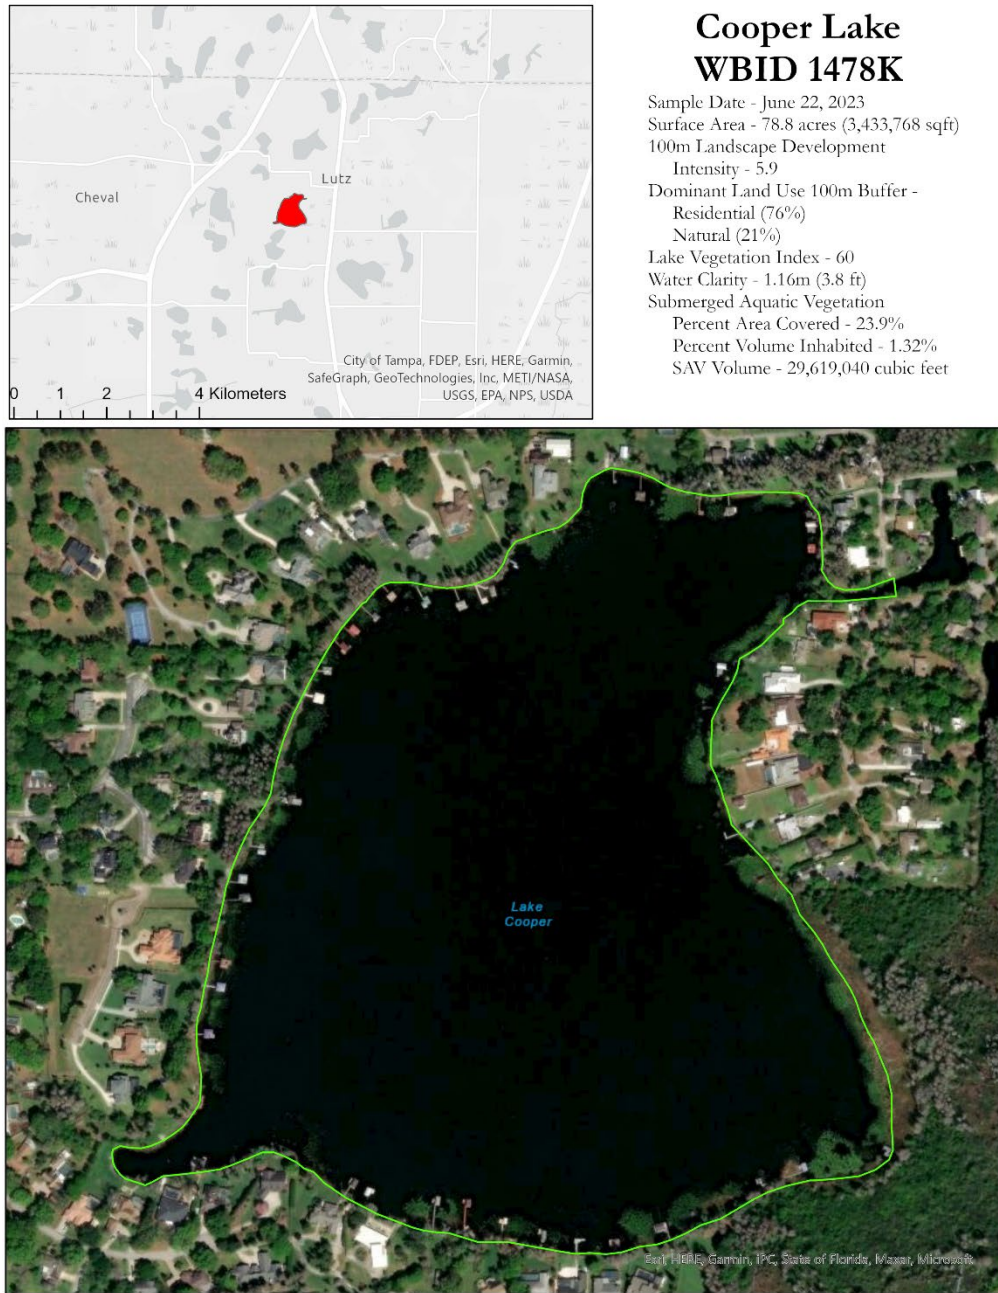 Cooper Lake
WBID 1478K
Sample Date - June 22, 2023
Surface Area - 78.8 acres (3,433,768 sqft)
100m Landscape Development
Intensity - 5.9
Dominant Land Use 100m Buffer -
Residential (76%)
Natural (21%)
Lake Vegetation Index - 60
Water Clarity - 1.16m (3.8 ft)
Submerged Aquatic Vegetation
Percent Area Covered - 23.9%
Percent Volume Inhabited - 1.32%
SAV Volume - 29,619,040 cubic feet
Cheval
Lutz
City of Tampa, FDEP, Esri, HERE, Garmin,
SafeGraph, GeoTechnologies, Inc, METI/NASA,
USGS, EPA, NPS, USDA
0 1 2 4 Kilometers
Lake
Cooper
Esri, HERE, Garmin, iPC, State of Florida, Maxar, Microsoft